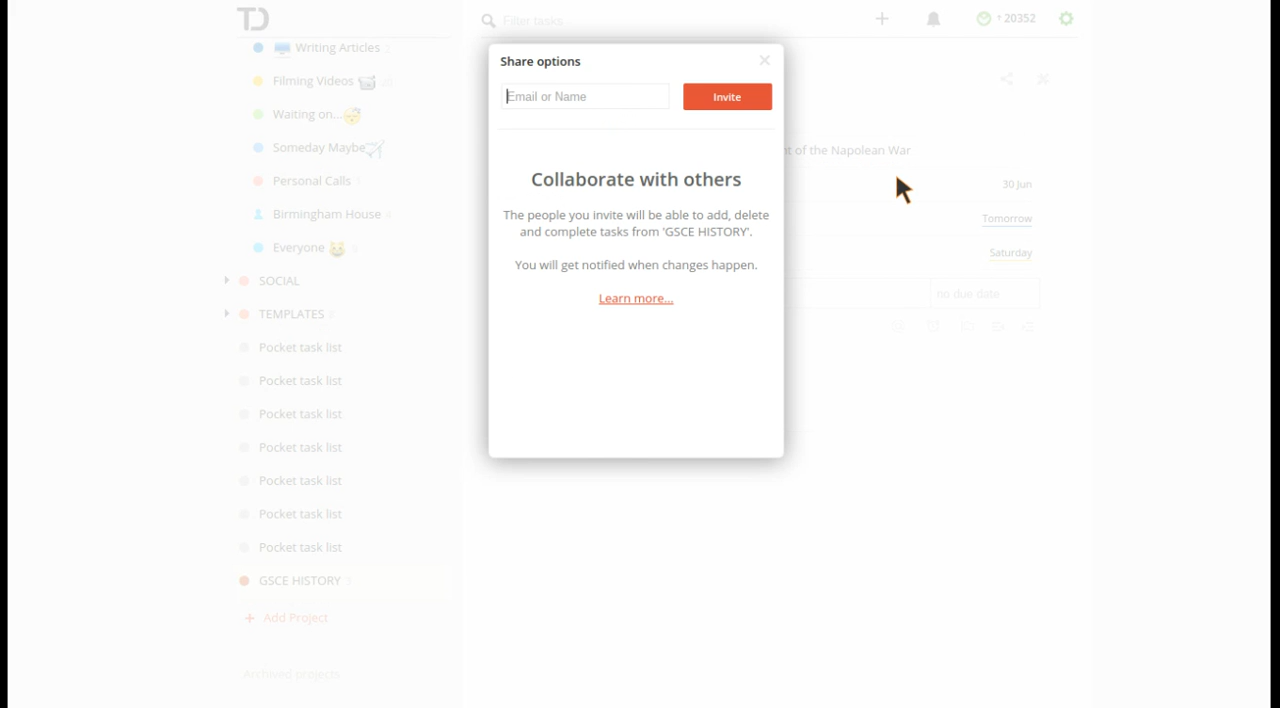 TD
Filter tasks
20352
Writing Articles
Filming Videos
Waiting on...
Someday Maybe
Personal Calls
Birmingham House
Everyone
SOCIAL
TEMPLATES
Pocket task list
Pocket task list
Pocket task list
Pocket task list
Pocket task list
Pocket task list
Pocket task list
GSCE HISTORY
+ Add Project
Archived projects
Share options
Email or Name
Invite
Collaborate with others
The people you invite will be able to add, delete
and complete tasks from 'GSCE HISTORY'.
You will get notified when changes happen.
Learn more...
of the Napolean War
30 Jun
Tomorrow
Saturday
no due date